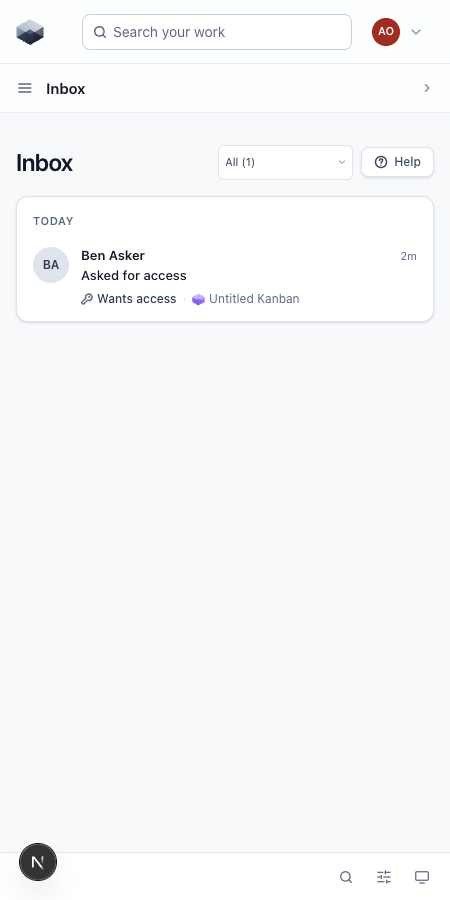 Search your work
AO
Inbox
Inbox
All (1)
Help
TODAY
BA
Ben Asker
2m
Asked for access
Wants access · Untitled Kanban
N